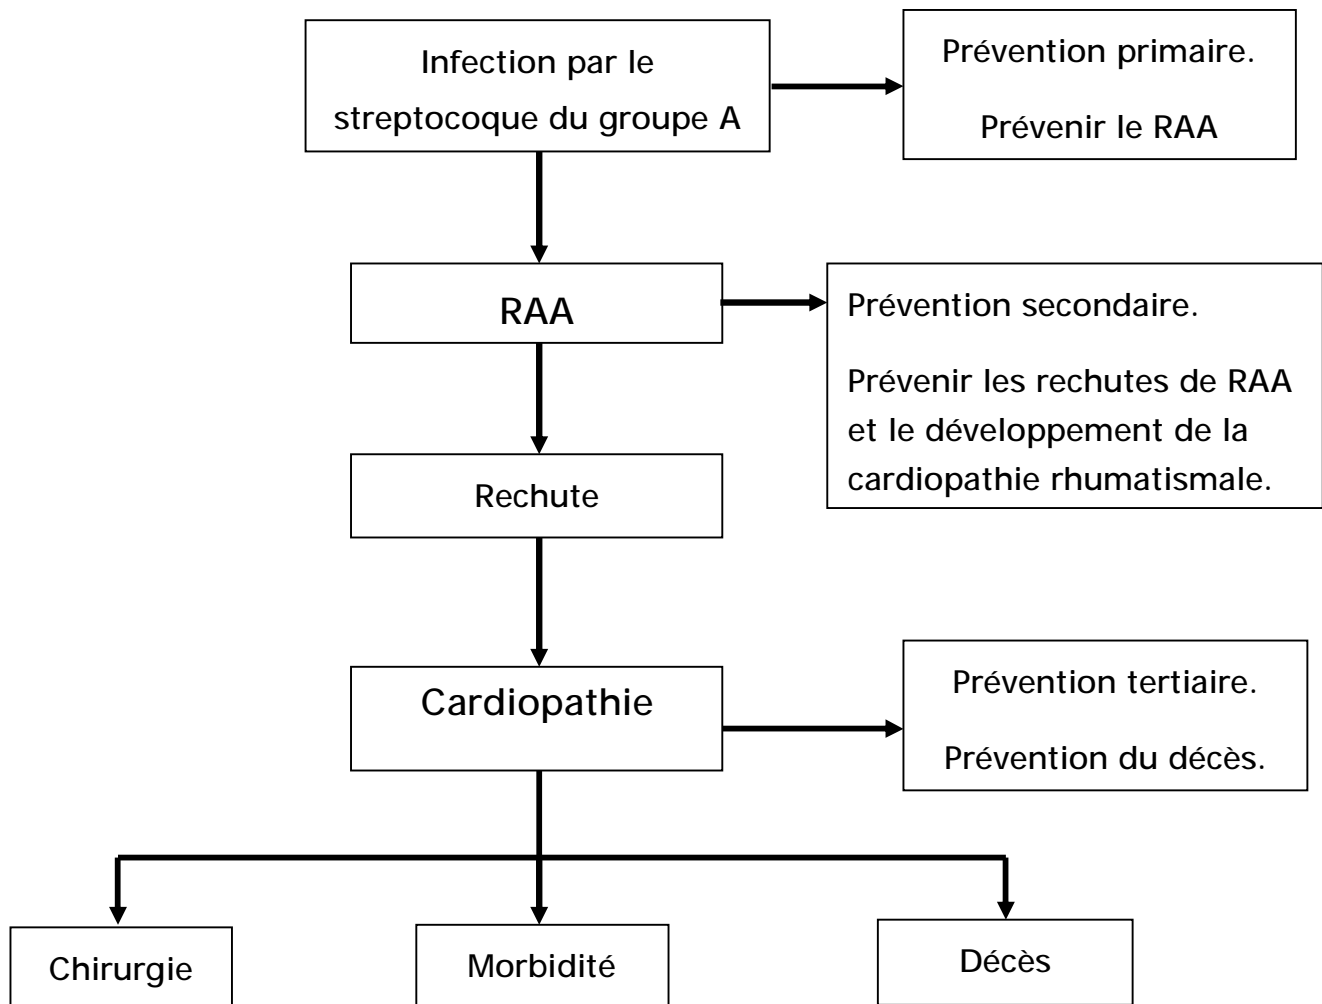 Infection par le
streptocoque du groupe A
Prévention primaire.
Prévenir le RAA
RAA
Prévention secondaire.
Prévenir les rechutes de RAA
et le développement de la
cardiopathie rhumatismale.
Rechute
Cardiopathie
Prévention tertiaire.
Prévention du décès.
Chirurgie
Morbidité
Décès